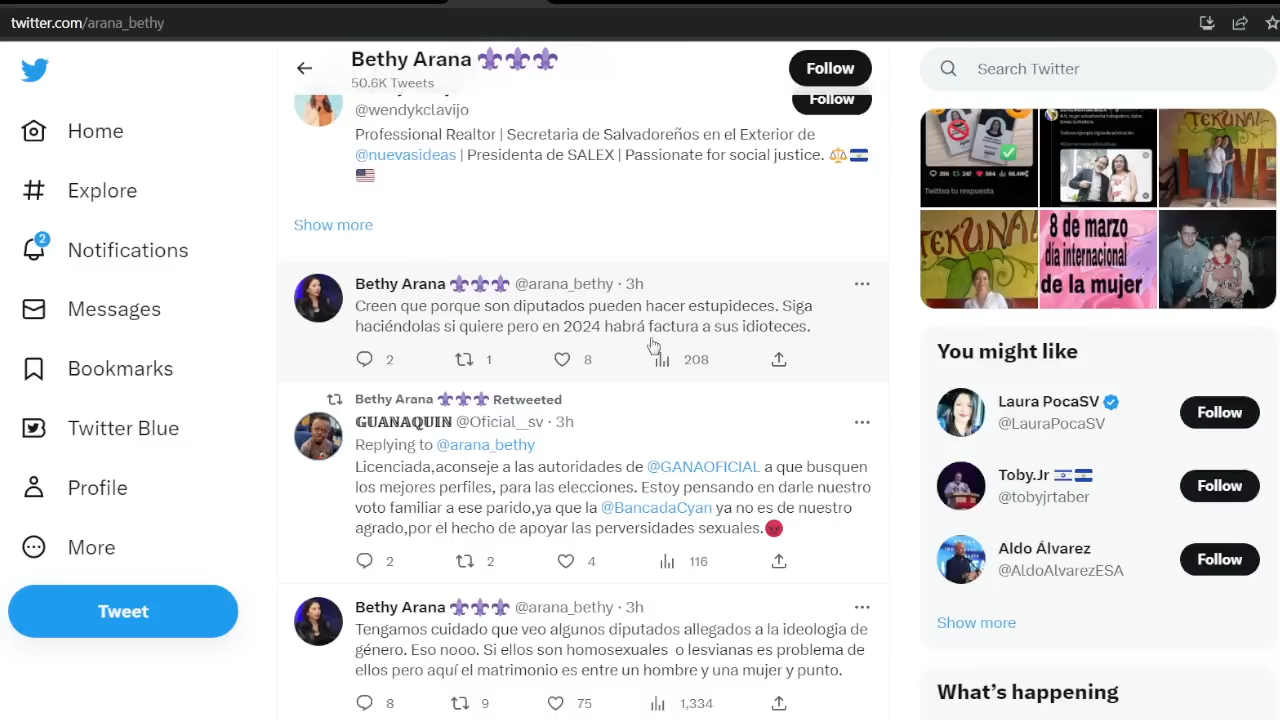 twitter.com/arana_bethy
Home
Explore
2
Notifications
Messages
Bookmarks
Twitter Blue
Profile
More
Tweet
Bethy Arana ⚜️⚜️⚜️
50.6K Tweets
Follow
Follow
@wendykclavijo
Professional Realtor | Secretaria de Salvadoreños en el Exterior de
@nuevasideas | Presidenta de SALEX | Passionate for social justice. ⚖️🇸🇻
🇺🇸
Show more
Bethy Arana ⚜️⚜️⚜️ @arana_bethy · 3h
Creen que porque son diputados pueden hacer estupideces. Siga
haciéndolas si quiere pero en 2024 habrá factura a sus idioteces.
2 1 8 208
Bethy Arana ⚜️⚜️⚜️ Retweeted
GUANAQUIN @Oficial__sv · 3h
Replying to @arana_bethy
Licenciada,aconseje a las autoridades de @GANAOFICIAL a que busquen
los mejores perfiles, para las elecciones. Estoy pensando en darle nuestro
voto familiar a ese parido,ya que la @BancadaCyan ya no es de nuestro
agrado,por el hecho de apoyar las perversidades sexuales.😡
2 2 4 116
Bethy Arana ⚜️⚜️⚜️ @arana_bethy · 3h
Tengamos cuidado que veo algunos diputados allegados a la ideologia de
género. Eso nooo. Si ellos son homosexuales o lesvianas es problema de
ellos pero aquí el matrimonio es entre un hombre y una mujer y punto.
8 9 75 1,334
Search Twitter
Twittea tu respuesta
TEKUNAL
TEKUNAL
8 de marzo
día internacional
de la mujer
You might like
Laura PocaSV
@LauraPocaSV
Follow
Toby.Jr 🇮🇱🇸🇻
@tobyjrtaber
Follow
Aldo Álvarez
@AldoAlvarezESA
Follow
Show more
What's happening